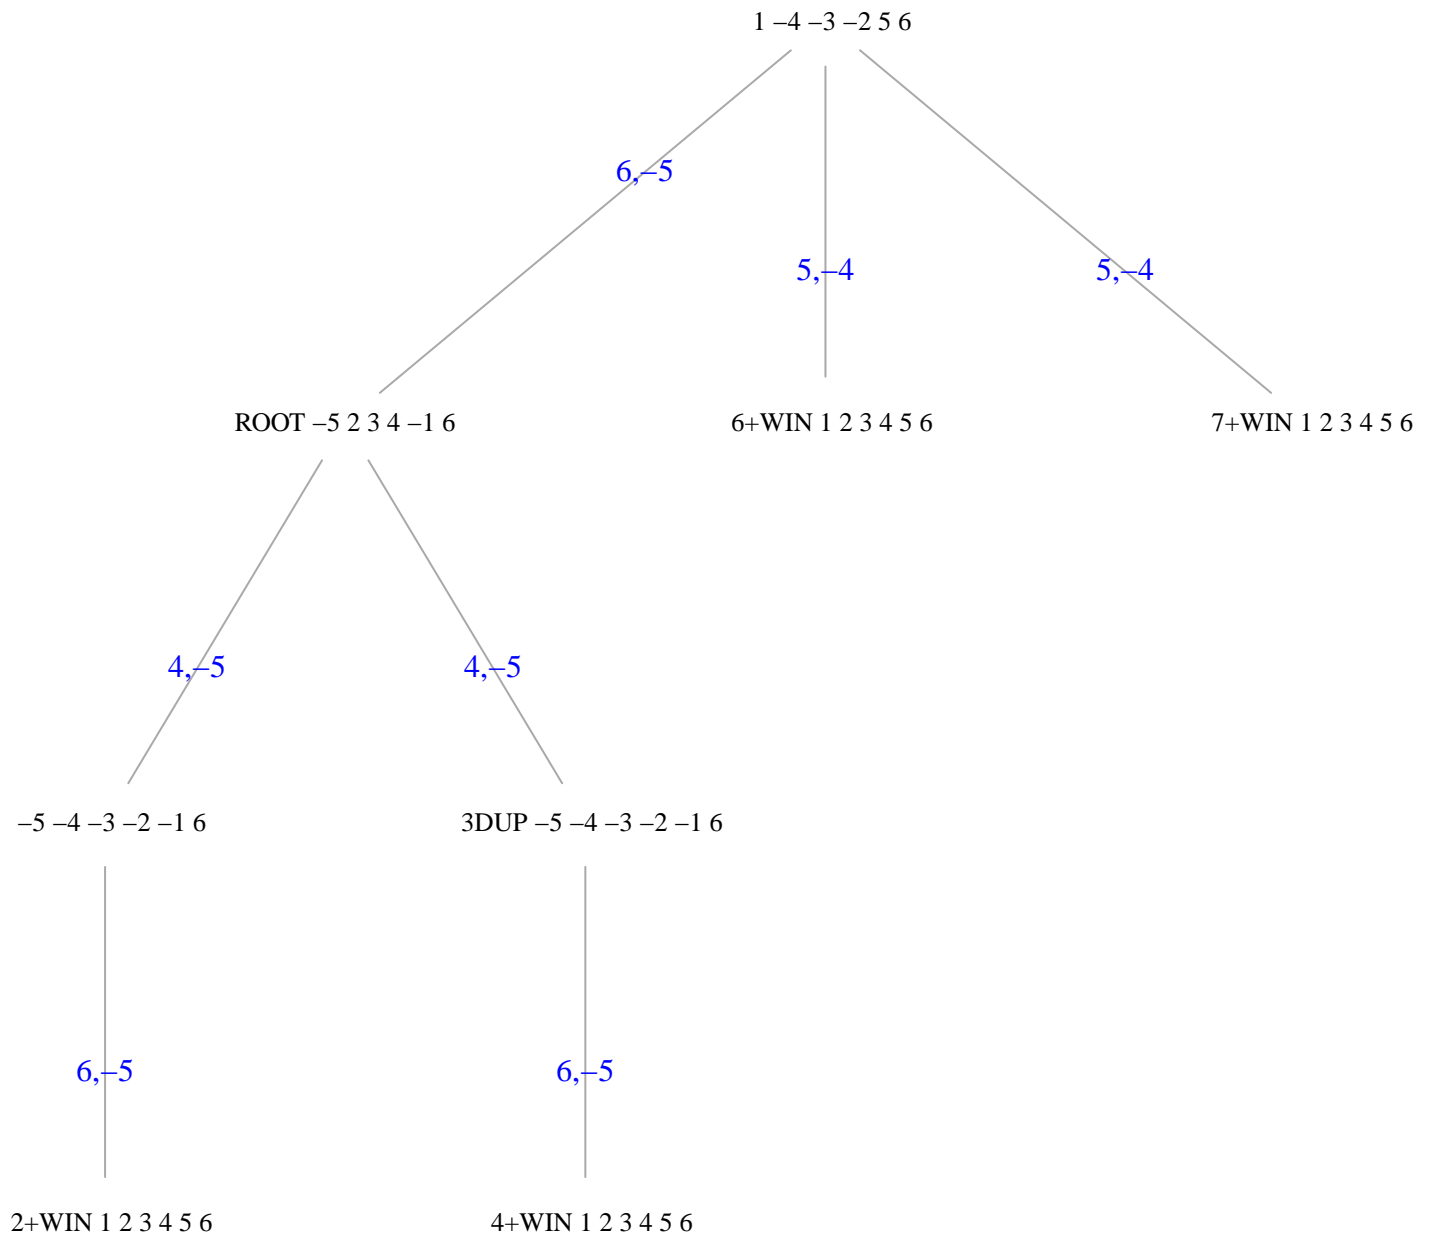 1 –4 –3 –2 5 6
6,–5
5,–4
5,–4
ROOT –5 2 3 4 –1 6
6+WIN 1 2 3 4 5 6
7+WIN 1 2 3 4 5 6
4,–5
4,–5
–5 –4 –3 –2 –1 6
3DUP –5 –4 –3 –2 –1 6
6,–5
6,–5
2+WIN 1 2 3 4 5 6
4+WIN 1 2 3 4 5 6